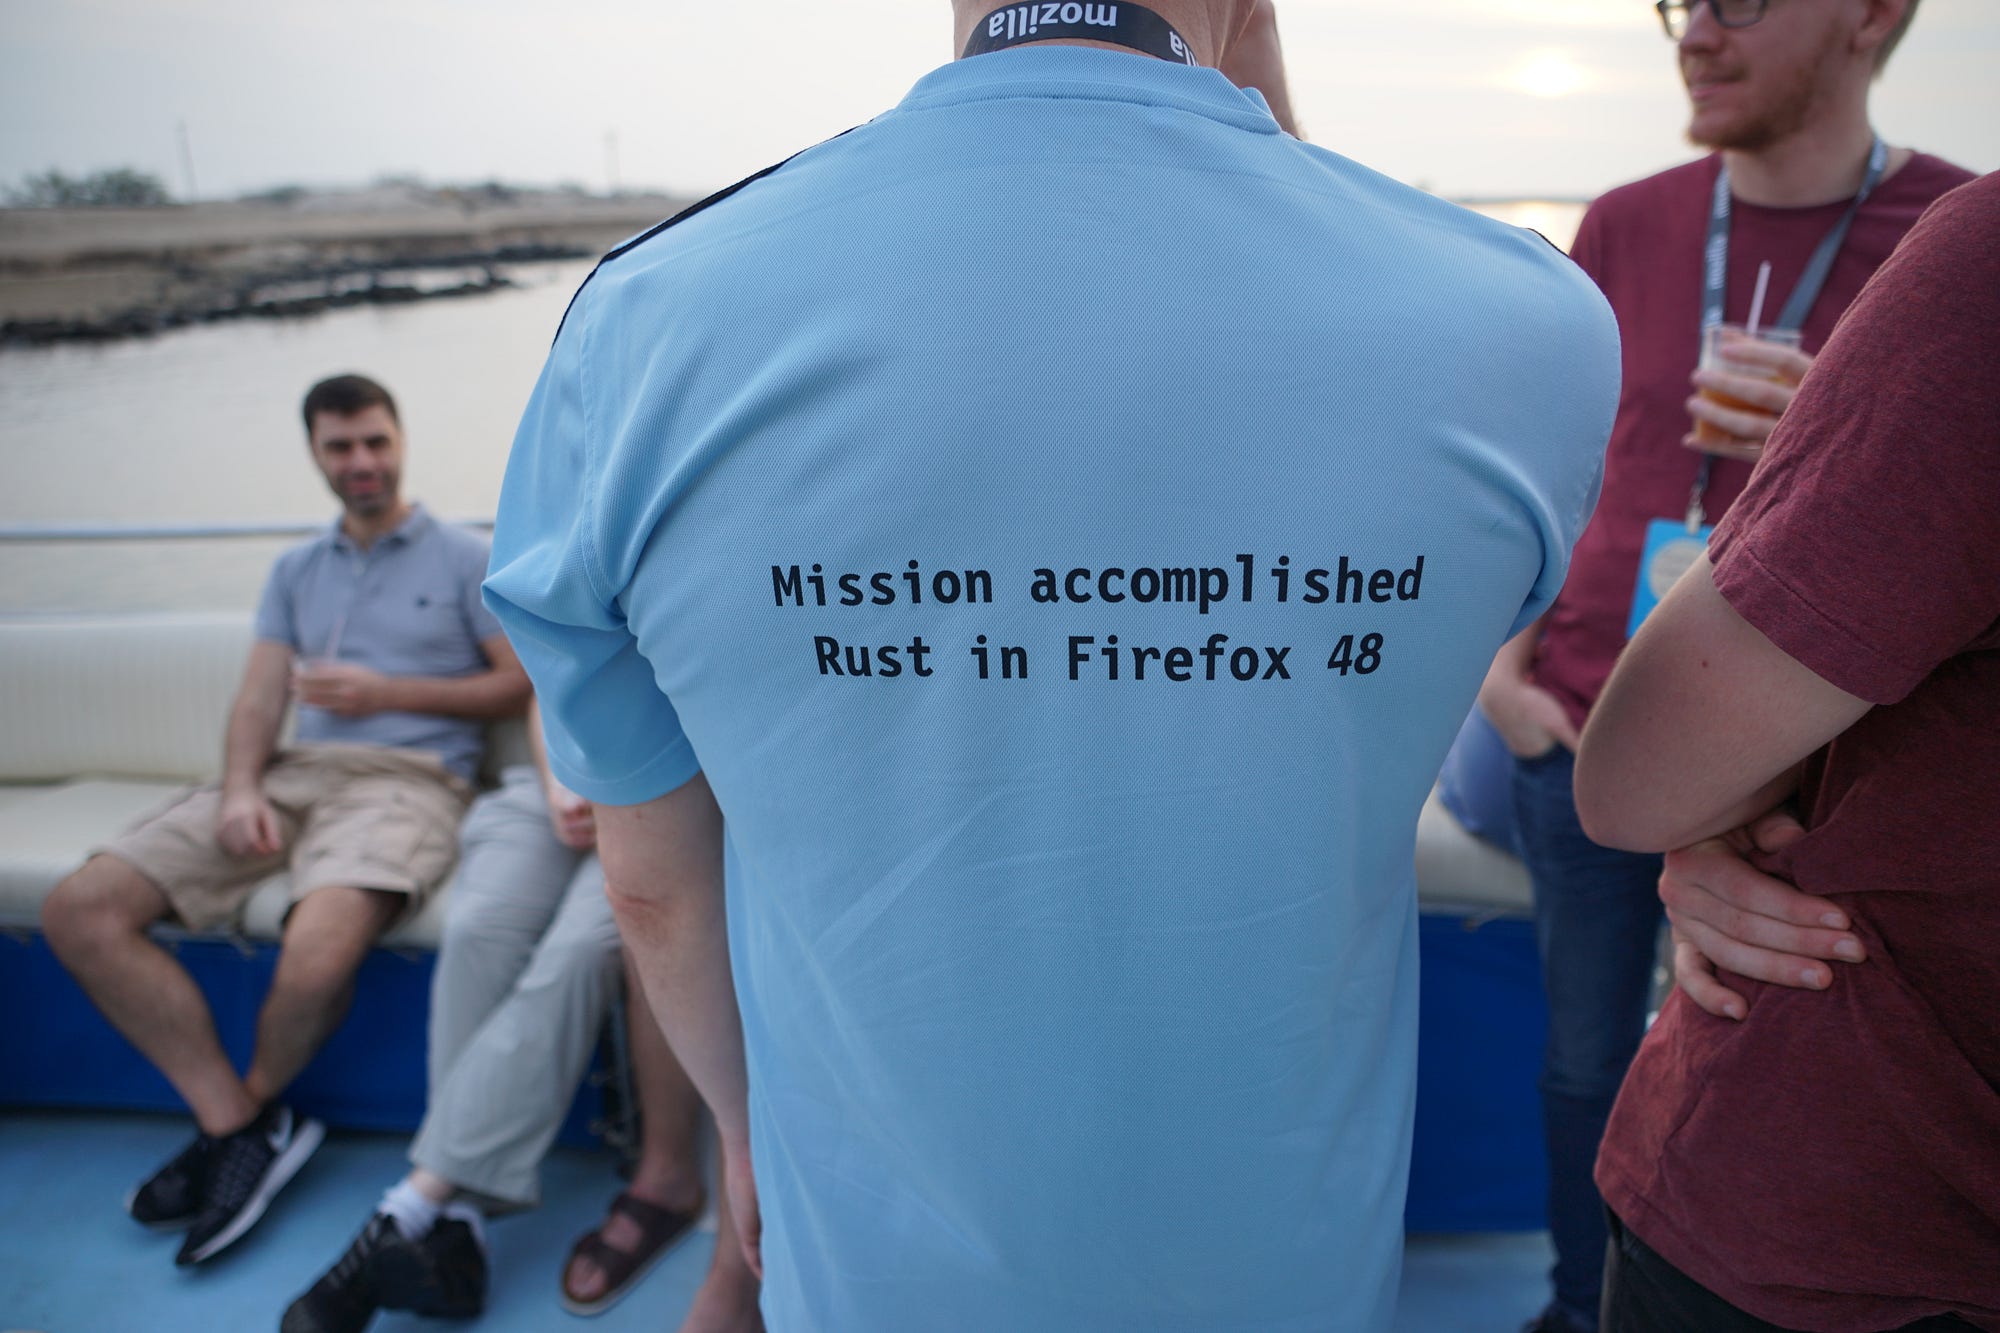 mozilla
Mission accomplished
Rust in Firefox 48